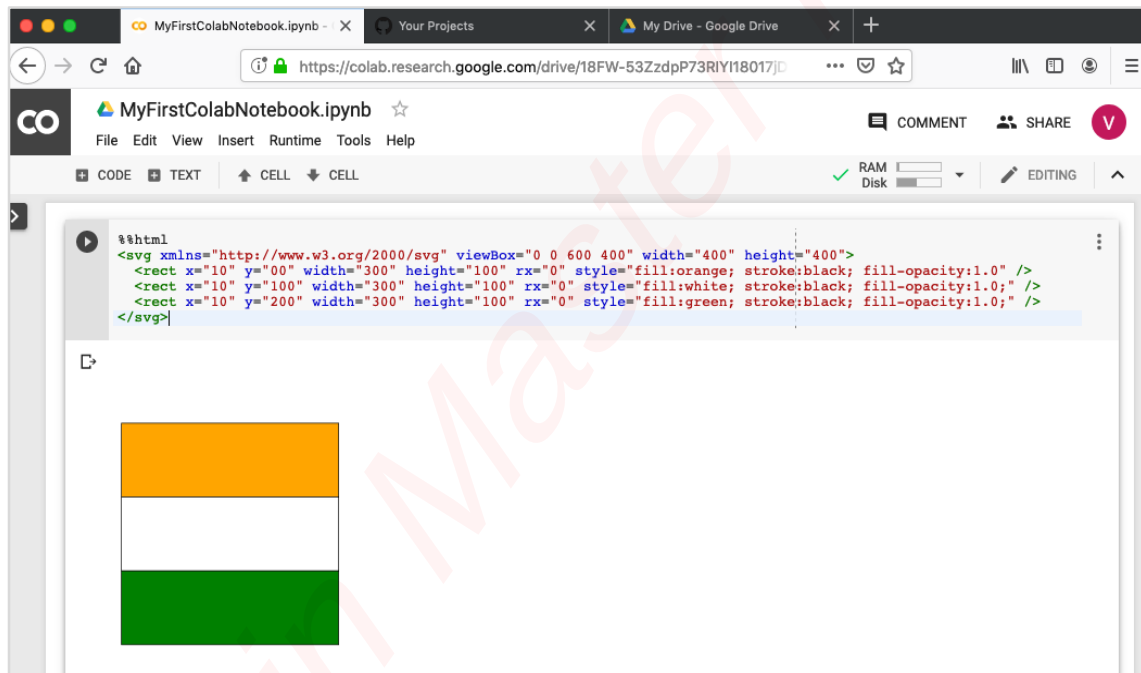 MyFirstColabNotebook.ipynb -
Your Projects
My Drive - Google Drive
https://colab.research.google.com/drive/18FW-53ZzdpP73RIYI18017jD
CO
MyFirstColabNotebook.ipynb
COMMENT
SHARE
V
File Edit View Insert Runtime Tools Help
CODE TEXT CELL CELL
RAM
Disk
EDITING
%%html
<svg xmlns="http://www.w3.org/2000/svg" viewBox="0 0 600 400" width="400" height="400">
<rect x="10" y="00" width="300" height="100" rx="0" style="fill:orange; stroke:black; fill-opacity:1.0" />
<rect x="10" y="100" width="300" height="100" rx="0" style="fill:white; stroke:black; fill-opacity:1.0;" />
<rect x="10" y="200" width="300" height="100" rx="0" style="fill:green; stroke:black; fill-opacity:1.0;" />
</svg>
in Master